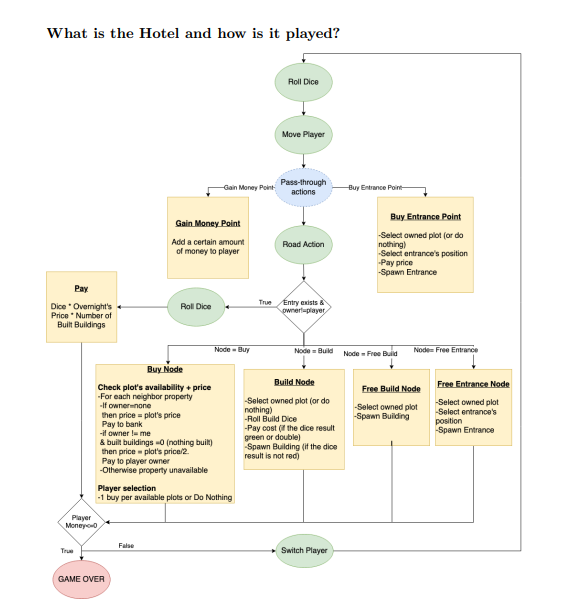 What is the Hotel and how is it played?
Roll Dice
Move Player
Pass-through
actions
Gain Money Point
Buy Entrance Point
Gain Money Point
Add a certain amount
of money to player
Buy Entrance Point
-Select owned plot (or do
nothing)
-Select entrance's position
-Pay price
-Spawn Entrance
Road Action
Pay
Dice * Overnight's
Price * Number of
Built Buildings
Roll Dice
True
Entry exists &
owner!=player
Node = Buy
Node = Build
Node = Free Build
Node= Free Entrance
Buy Node
Check plot's availability + price
-For each neighbor property
-If owner=none
then price = plot's price
Pay to bank
-if owner != me
& built buildings =0 (nothing built)
then price = plot's price/2.
Pay to player owner
-Otherwise property unavailable
Player selection
-1 buy per available plots or Do Nothing
Build Node
-Select owned plot (or do
nothing)
-Roll Build Dice
-Pay cost (if the dice result
green or double)
-Spawn Building (if the dice
result is not red)
Free Build Node
-Select owned plot
-Spawn Building
Free Entrance Node
-Select owned plot
-Select entrance's
position
-Spawn Entrance
Player
Money<=0
True
False
Switch Player
GAME OVER